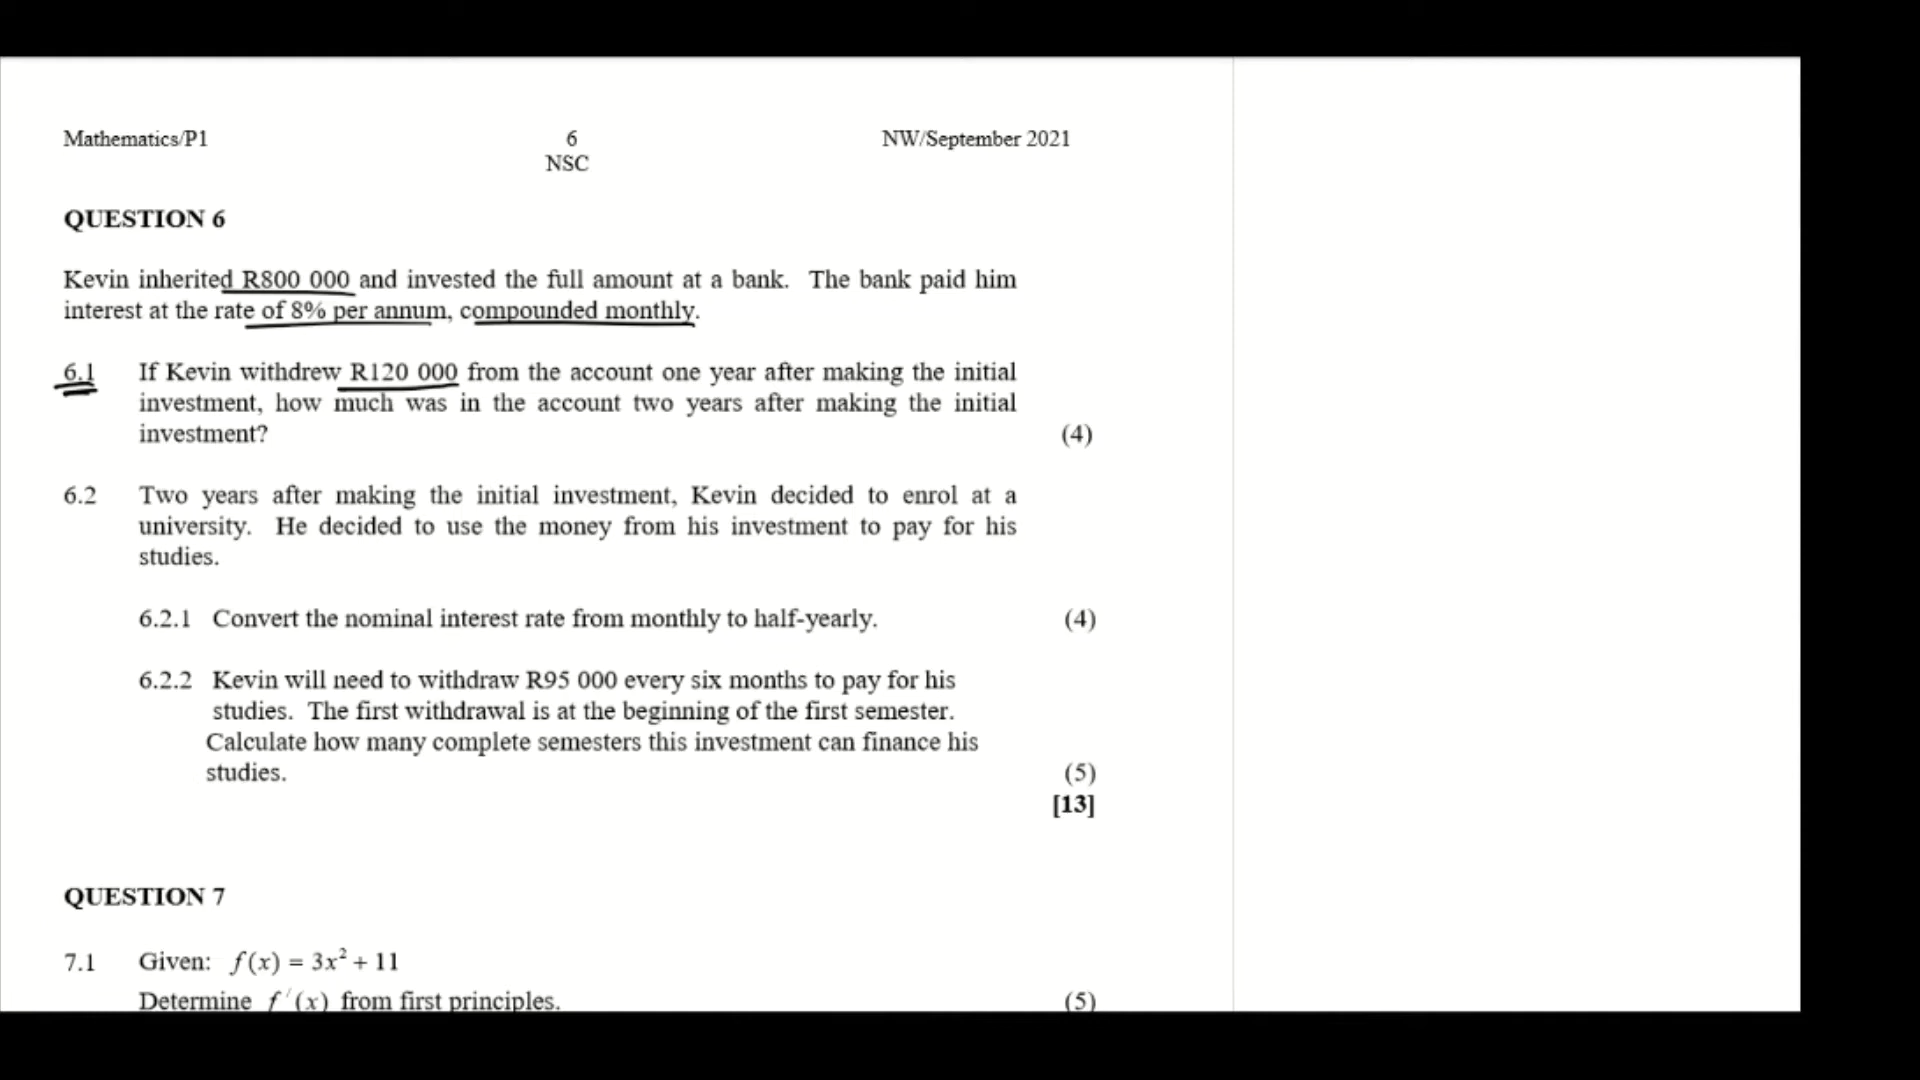 Mathematics/P1 6 NW/September 2021
NSC
QUESTION 6
Kevin inherited R800 000 and invested the full amount at a bank. The bank paid him
interest at the rate of 8% per annum, compounded monthly.
6.1 If Kevin withdrew R120 000 from the account one year after making the initial
investment, how much was in the account two years after making the initial
investment? (4)
6.2 Two years after making the initial investment, Kevin decided to enrol at a
university. He decided to use the money from his investment to pay for his
studies.
6.2.1 Convert the nominal interest rate from monthly to half-yearly. (4)
6.2.2 Kevin will need to withdraw R95 000 every six months to pay for his
studies. The first withdrawal is at the beginning of the first semester.
Calculate how many complete semesters this investment can finance his
studies. (5)
[13]
QUESTION 7
7.1 Given: f(x) = 3x² + 11
Determine f ′(x) from first principles. (5)